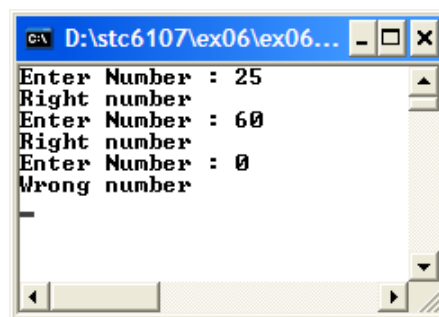 D:\stc6107\ex06\ex06...
Enter Number : 25
Right number
Enter Number : 60
Right number
Enter Number : 0
Wrong number